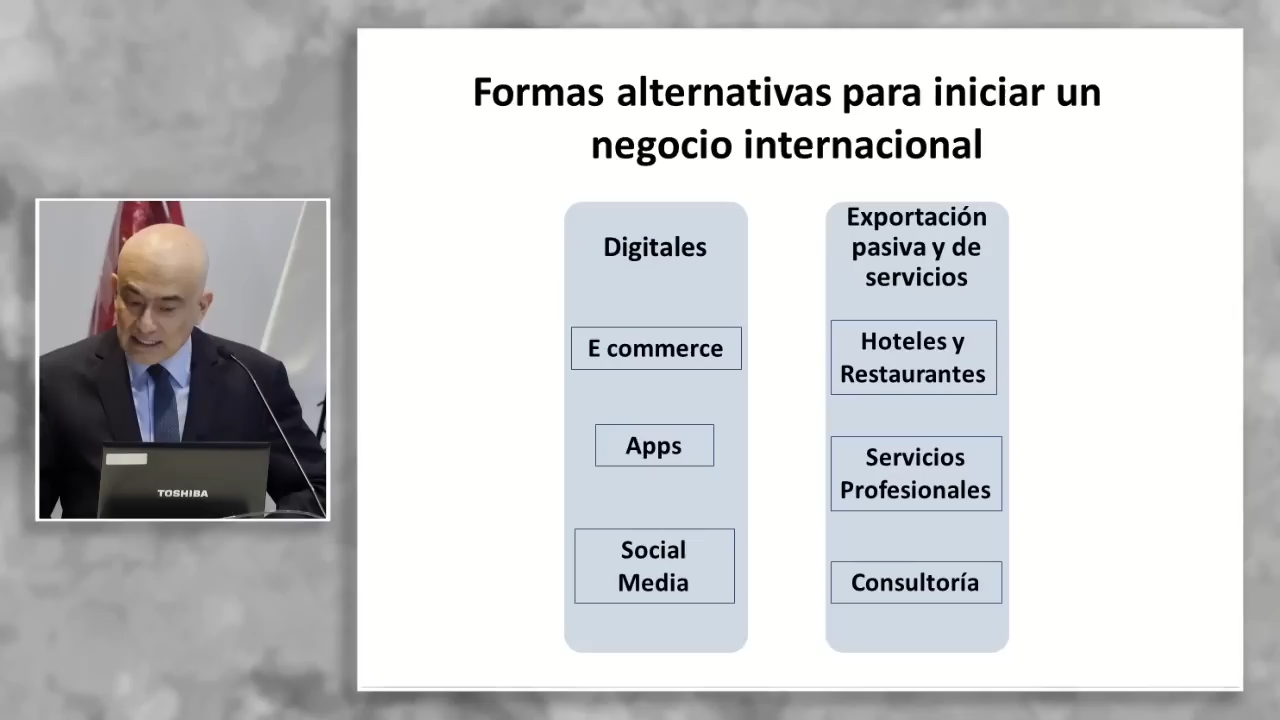 Formas alternativas para iniciar un
negocio internacional
Digitales
E commerce
Apps
Social
Media
Exportación
pasiva y de
servicios
Hoteles y
Restaurantes
Servicios
Profesionales
Consultoría
TOSHIBA